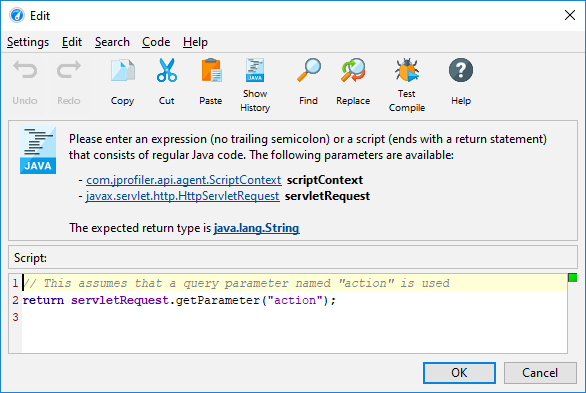 Edit
Settings Edit Search Code Help
Undo Redo Copy Cut Paste Show History Find Replace Test Compile Help
JAVA
JAVA
Please enter an expression (no trailing semicolon) or a script (ends with a return statement)
that consists of regular Java code. The following parameters are available:
- com.jprofiler.api.agent.ScriptContext scriptContext
- javax.servlet.http.HttpServletRequest servletRequest
The expected return type is java.lang.String
Script:
1 // This assumes that a query parameter named "action" is used
2 return servletRequest.getParameter("action");
3
OK Cancel